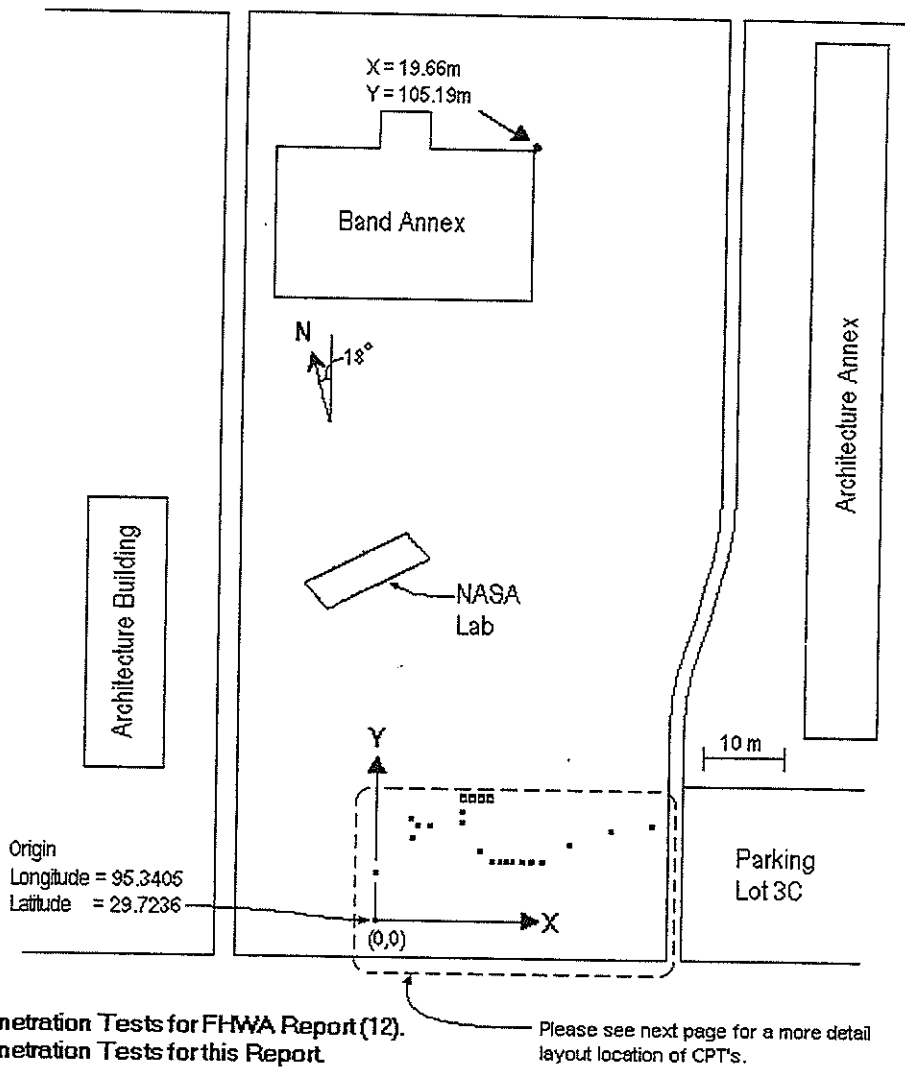 X = 19.66m
Y = 105.19m
Band Annex
N
18°
Architecture Annex
Architecture Building
NASA
Lab
Y
10 m
Origin
Longitude = 95.3405
Latitude = 29.7236
(0,0)
X
Parking
Lot 3C
netration Tests for FHWA Report (12).
netration Tests for this Report.
Please see next page for a more detail
layout location of CPT's.